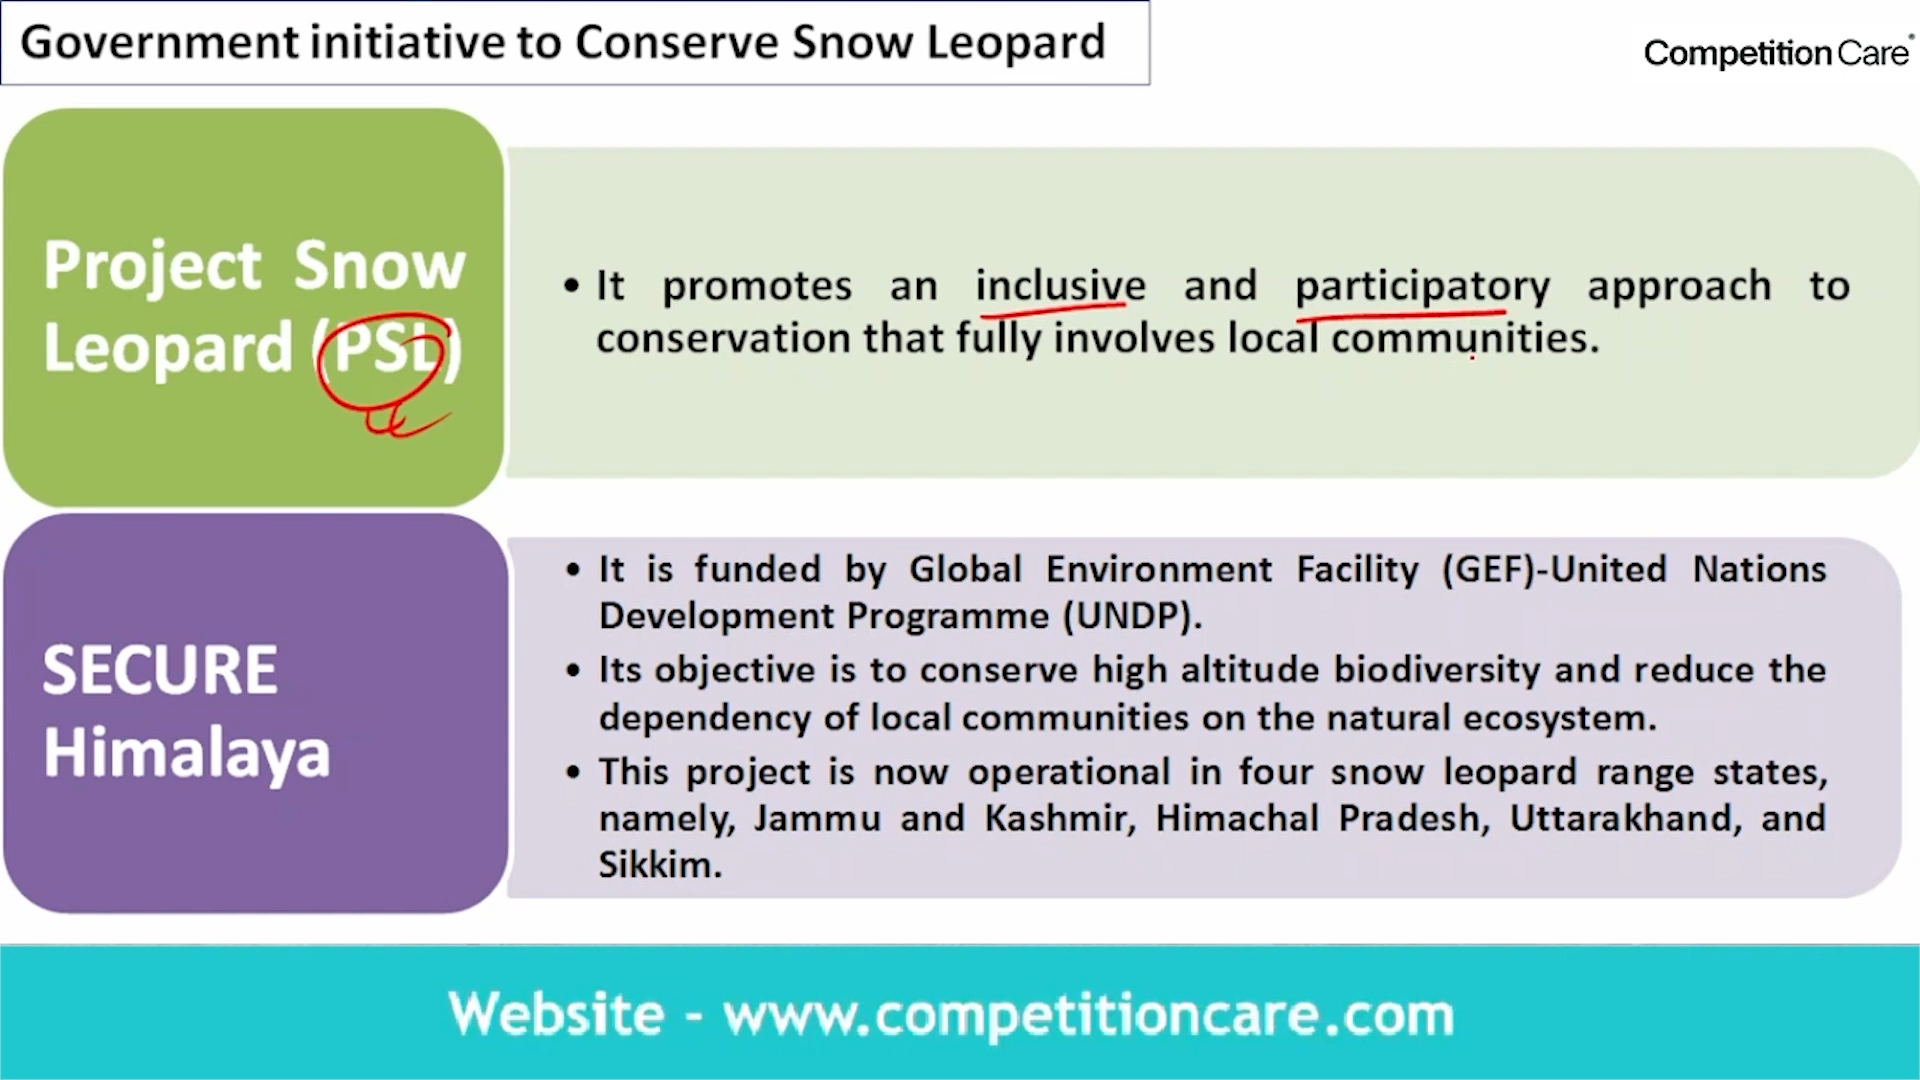 Government initiative to Conserve Snow Leopard
Competition Care
Project Snow
Leopard (PSL)
• It promotes an inclusive and participatory approach to
conservation that fully involves local communities.
SECURE
Himalaya
• It is funded by Global Environment Facility (GEF)-United Nations
Development Programme (UNDP).
• Its objective is to conserve high altitude biodiversity and reduce the
dependency of local communities on the natural ecosystem.
• This project is now operational in four snow leopard range states,
namely, Jammu and Kashmir, Himachal Pradesh, Uttarakhand, and
Sikkim.
Website - www.competitioncare.com